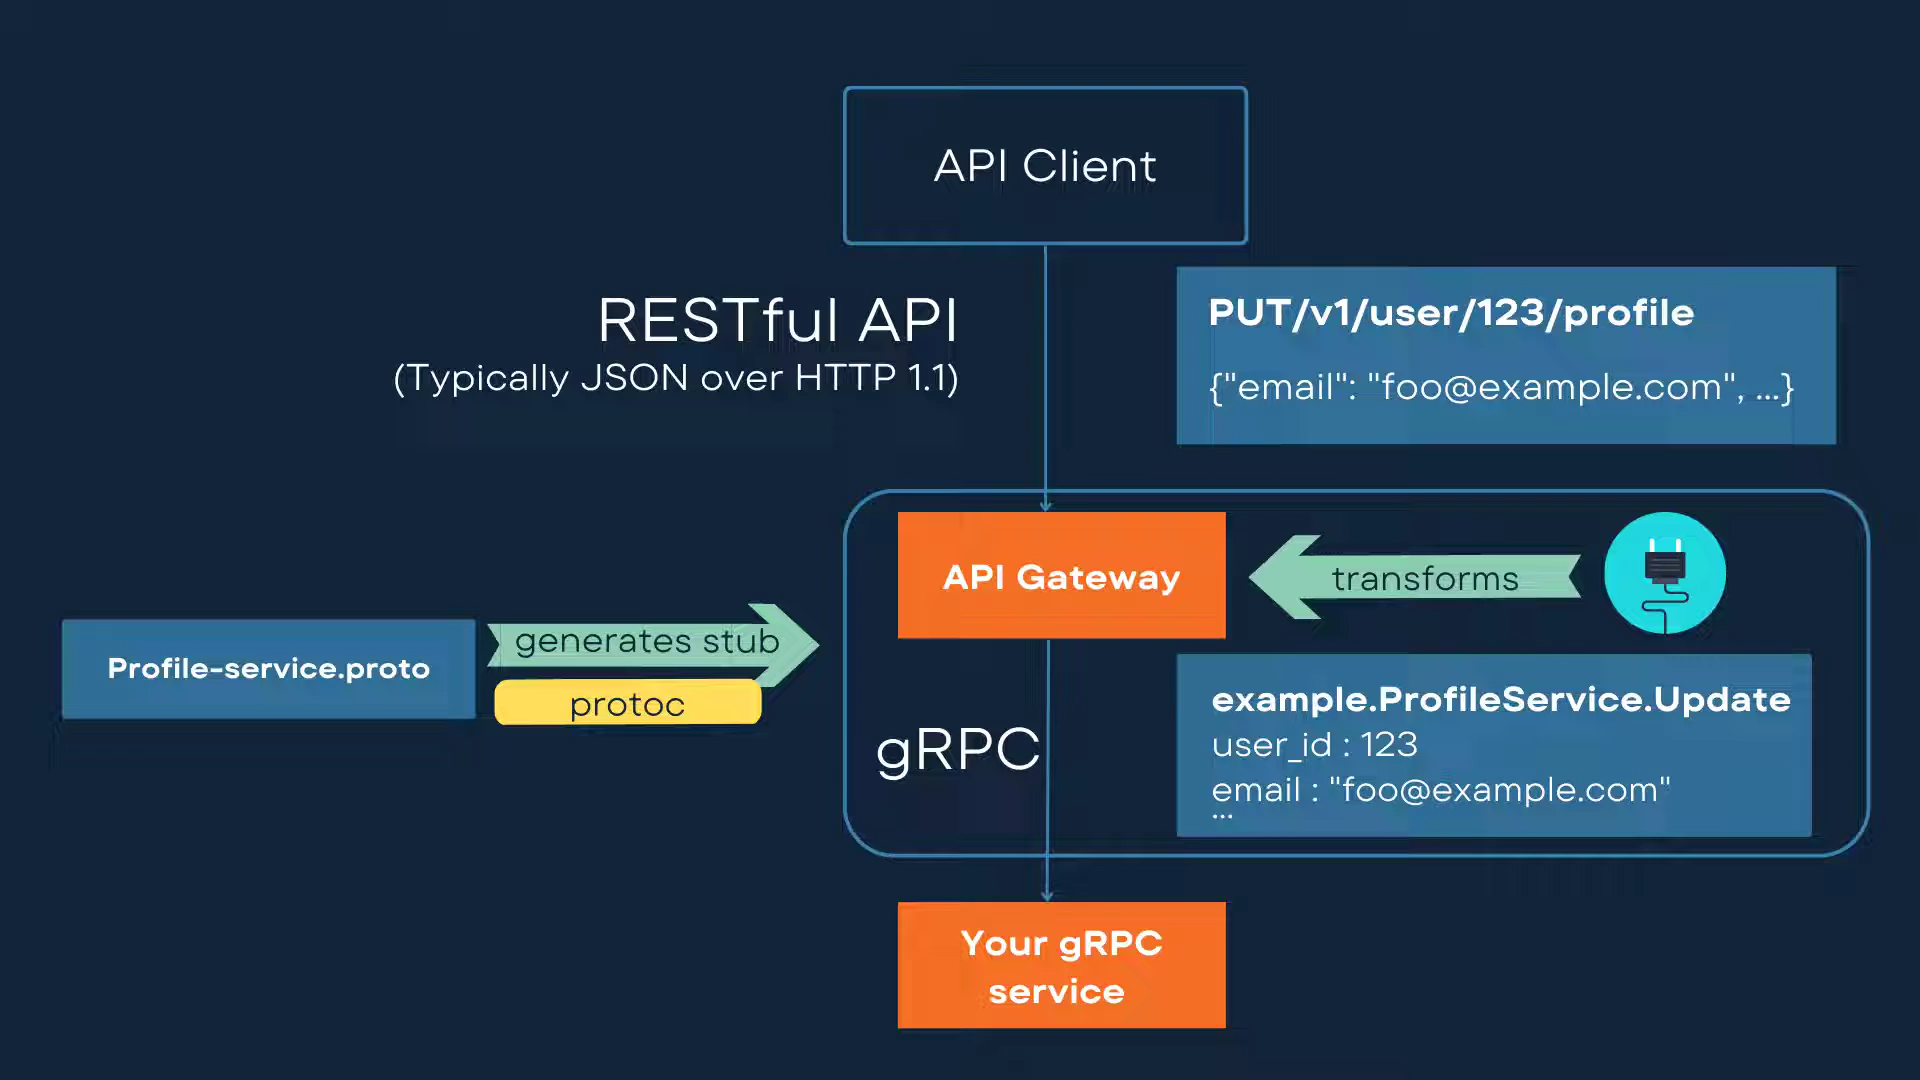 API Client
RESTful API
(Typically JSON over HTTP 1.1)
PUT/v1/user/123/profile
{"email": "foo@example.com", ...}
API Gateway
transforms
Profile-service.proto
generates stub
protoc
gRPC
example.ProfileService.Update
user_id : 123
email : "foo@example.com"
...
Your gRPC
service